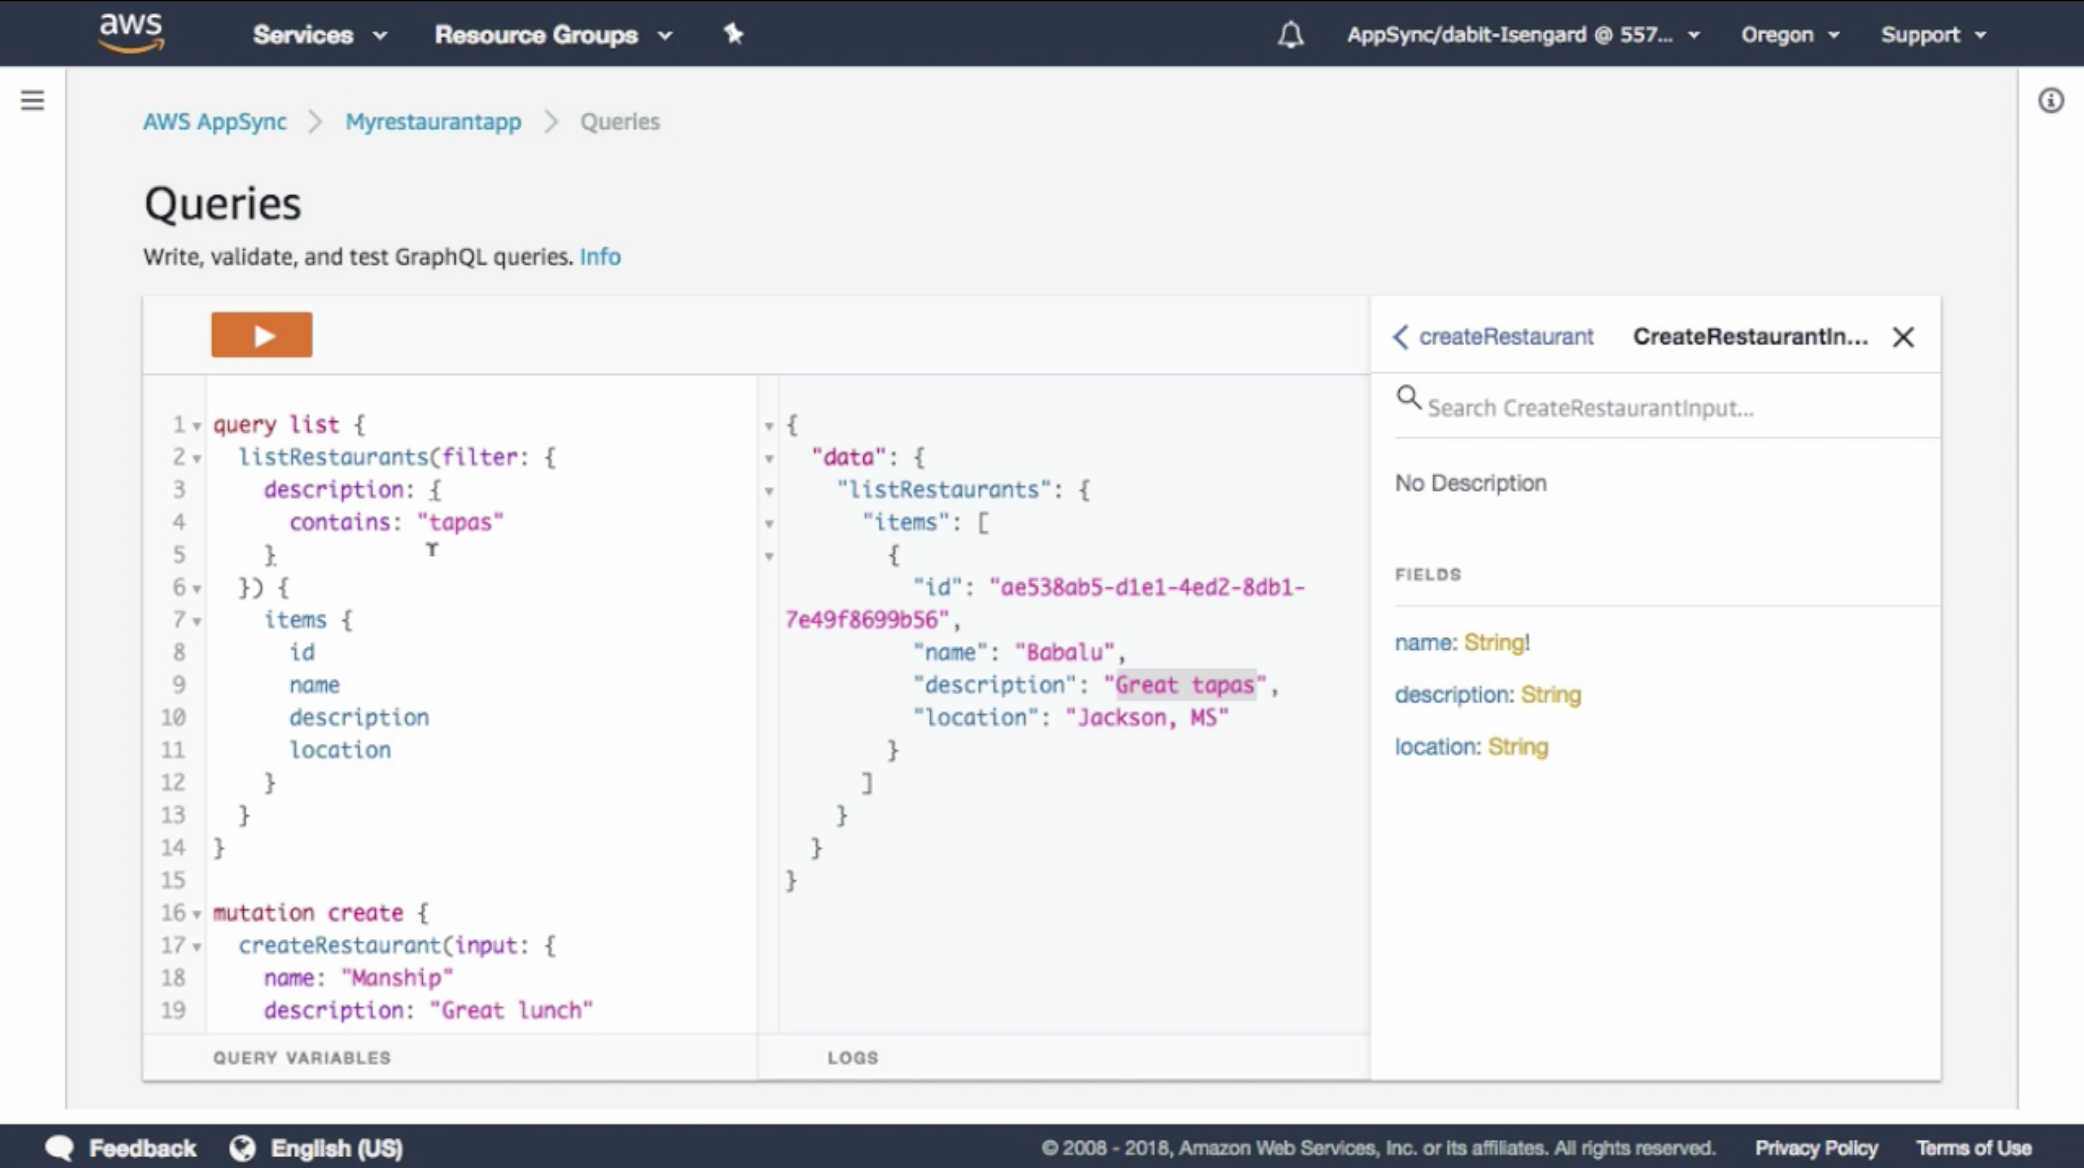 aws Services Resource Groups AppSync/dabit-Isengard @ 557... Oregon Support
AWS AppSync > Myrestaurantapp > Queries
Queries
Write, validate, and test GraphQL queries. Info
1 query list {
2 listRestaurants(filter: {
3 description: {
4 contains: "tapas"
5 }
6 }) {
7 items {
8 id
9 name
10 description
11 location
12 }
13 }
14 }
15
16 mutation create {
17 createRestaurant(input: {
18 name: "Manship"
19 description: "Great lunch"
QUERY VARIABLES
{
"data": {
"listRestaurants": {
"items": [
{
"id": "ae538ab5-d1e1-4ed2-8db1-
7e49f8699b56",
"name": "Babalu",
"description": "Great tapas",
"location": "Jackson, MS"
}
]
}
}
}
LOGS
createRestaurant CreateRestaurantIn...
Search CreateRestaurantInput...
No Description
FIELDS
name: String!
description: String
location: String
Feedback English (US) © 2008 - 2018, Amazon Web Services, Inc. or its affiliates. All rights reserved. Privacy Policy Terms of Use